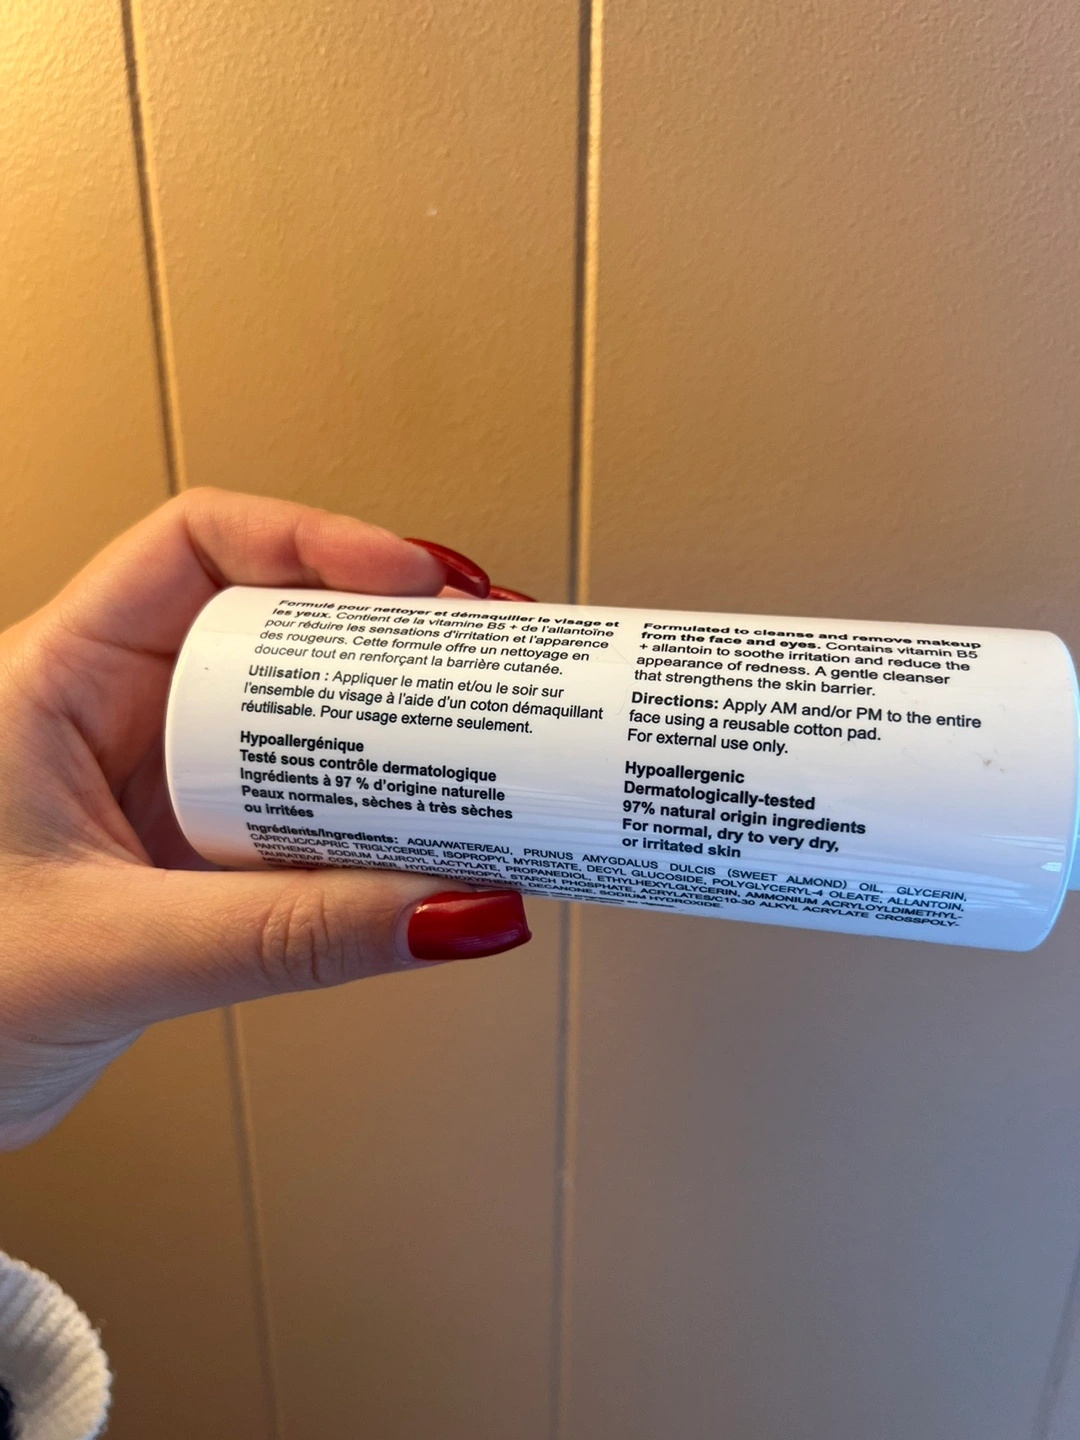 Formulé pour nettoyer et démaquiller le visage et
les yeux. Contient de la vitamine B5 + de l'allantoïne
pour réduire les sensations d'irritation et l'apparence
des rougeurs. Cette formule offre un nettoyage en
douceur tout en renforçant la barrière cutanée.
Utilisation : Appliquer le matin et/ou le soir sur
l'ensemble du visage à l'aide d'un coton démaquillant
réutilisable. Pour usage externe seulement.
Hypoallergénique
Testé sous contrôle dermatologique
Ingrédients à 97 % d'origine naturelle
Peaux normales, sèches à très sèches
ou irritées
Formulated to cleanse and remove makeup
from the face and eyes. Contains vitamin B5
+ allantoin to soothe irritation and reduce the
appearance of redness. A gentle cleanser
that strengthens the skin barrier.
Directions: Apply AM and/or PM to the entire
face using a reusable cotton pad.
For external use only.
Hypoallergenic
Dermatologically-tested
97% natural origin ingredients
For normal, dry to very dry,
or irritated skin
Ingrédients/Ingredients: AQUA/WATER/EAU, PRUNUS AMYGDALUS DULCIS (SWEET ALMOND) OIL, GLYCERIN,
CAPRYLIC/CAPRIC TRIGLYCERIDE, ISOPROPYL MYRISTATE, DECYL GLUCOSIDE, POLYGLYCERYL-4 OLEATE, ALLANTOIN,
PANTHENOL, SODIUM LAUROYL LACTYLATE, PROPANEDIOL, ETHYLHEXYLGLYCERIN, AMMONIUM ACRYLOYLDIMETHYL-
TAURATE/VP COPOLYMER, HYDROXYPROPYL STARCH PHOSPHATE, ACRYLATES/C10-30 ALKYL ACRYLATE CROSSPOLY-
DECANONE, SODIUM HYDROXIDE.